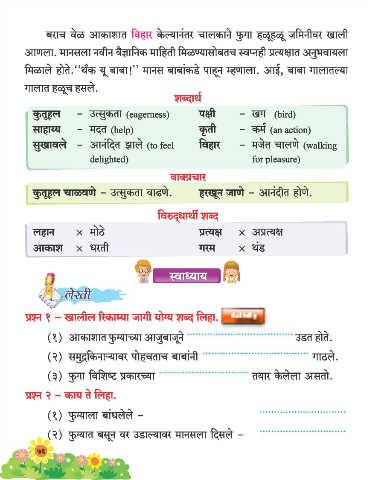 बराच वेळ आकाशात विहार केल्यानंतर चालकाने फुगा हळूहळू जमिनीवर खाली
आणला. मानसला नवीन वैज्ञानिक माहिती मिळण्यासोबतच स्वप्नही प्रत्यक्षात अनुभवायला
मिळाले होते.‘‘थँक यू बाबा!’’ मानस बाबांकडे पाहून म्हणाला. आई, बाबा गालातल्या
गालात हळूच हसले.
शब्दार्थ
कुतूहल – उत्सुकता (eagerness) पक्षी – खग (bird)
साहाय्य – मदत (help) कृती – कर्म (an action)
सुखावले – आनंदित झाले (to feel delighted) विहार – मजेत चालणे (walking for pleasure)
वाक्प्रचार
कुतूहल चाळवणे – उत्सुकता वाढणे. हरखून जाणे – आनंदीत होणे.
विरुद्धार्थी शब्द
लहान × मोठे प्रत्यक्ष × अप्रत्यक्ष
आकाश × धरती गरम × थंड
स्वाध्याय
लेखी
प्रश्न १ – खालील रिकाम्या जागी योग्य शब्द लिहा.
(१) आकाशात फुग्याच्या आजुबाजूने .............................. उडत होते.
(२) समुद्रकिनाऱ्यावर पोहचताच बाबांनी .............................. गाठले.
(३) फुगा विशिष्ट प्रकारच्या .............................. तयार केलेला असतो.
प्रश्न २ – काय ते लिहा.
(१) फुग्याला बांधलेले – ..............................
(२) फुग्यात बसून वर उडाल्यावर मानसला दिसले – ..............................